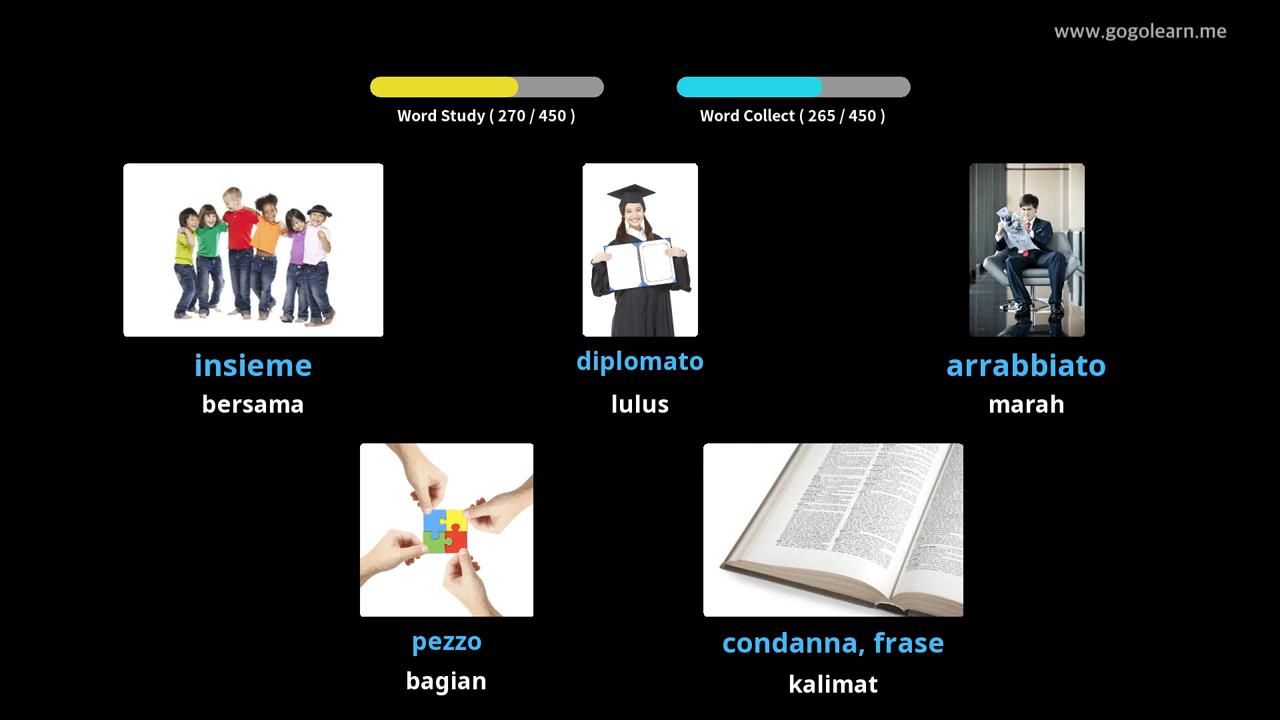 www.gogolearn.me
Word Study ( 270 / 450 )
Word Collect ( 265 / 450 )
insieme
bersama
diplomato
lulus
arrabbiato
marah
pezzo
bagian
condanna, frase
kalimat